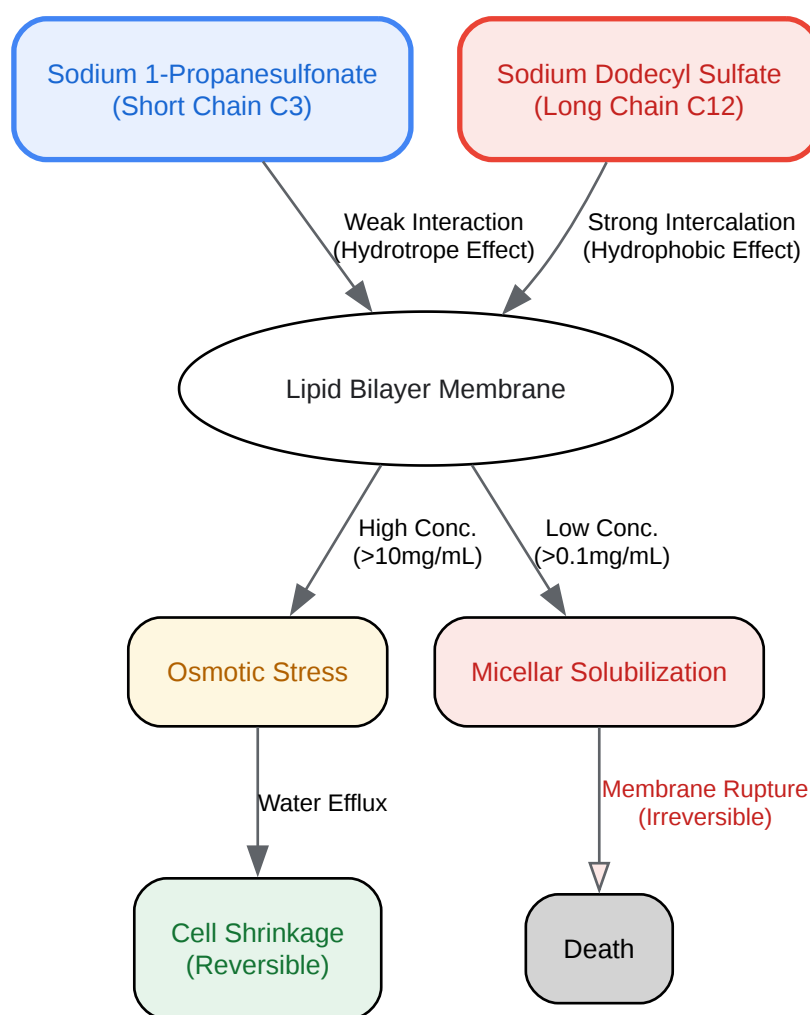 Sodium 1-Propanesulfonate
(Short Chain C3)
Sodium Dodecyl Sulfate
(Long Chain C12)
Weak Interaction
(Hydrotrope Effect)
Strong Intercalation
(Hydrophobic Effect)
Lipid Bilayer Membrane
High Conc.
(>10mg/mL)
Low Conc.
(>0.1mg/mL)
Osmotic Stress
Micellar Solubilization
Water Efflux
Membrane Rupture
(Irreversible)
Cell Shrinkage
(Reversible)
Death